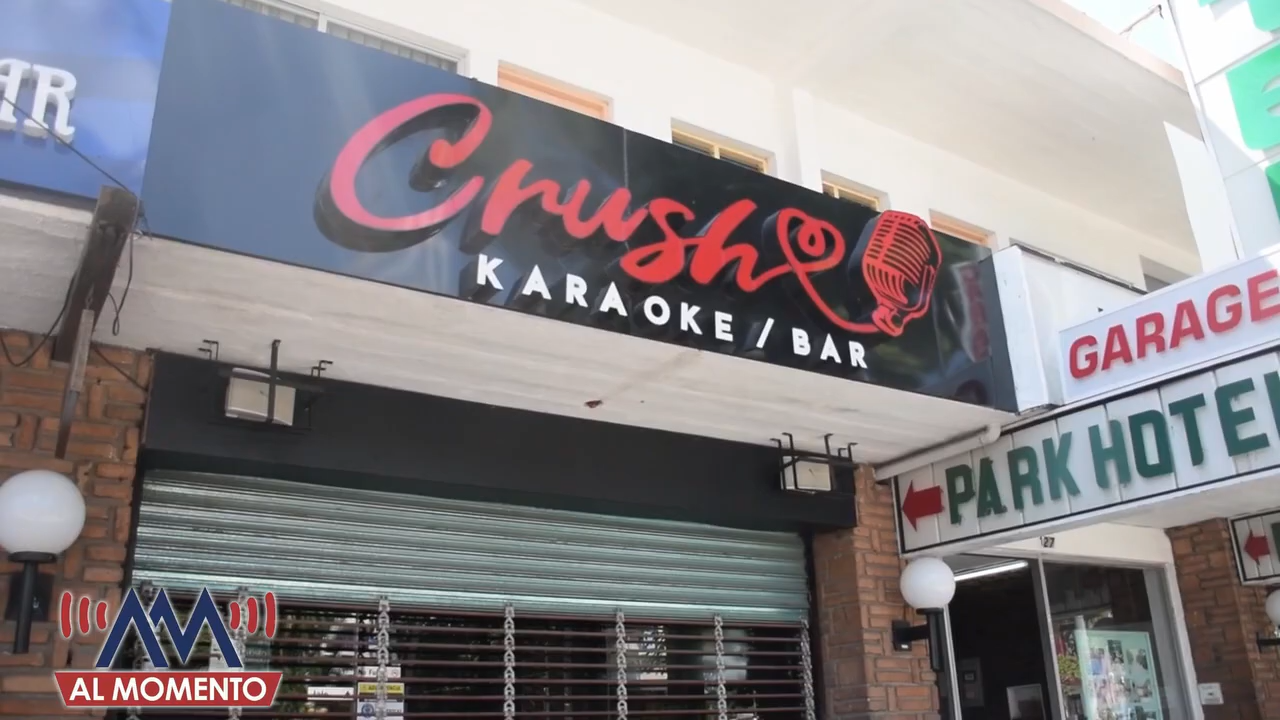 AR
Crush
KARAOKE / BAR
GARAGE
PARK HOTEL
27
AL MOMENTO